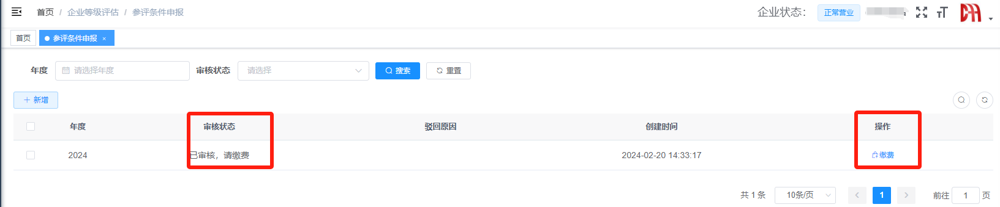 首页 / 企业等级评估 / 参评条件申报 企业状态： 正常营业
首页 参评条件申报 ×
年度 请选择年度 审核状态 请选择 搜索 重置
+ 新增
年度 审核状态 驳回原因 创建时间 操作
2024 已审核，请缴费 2024-02-20 14:33:17 缴费
共 1 条 10条/页 < 1 > 前往 1 页